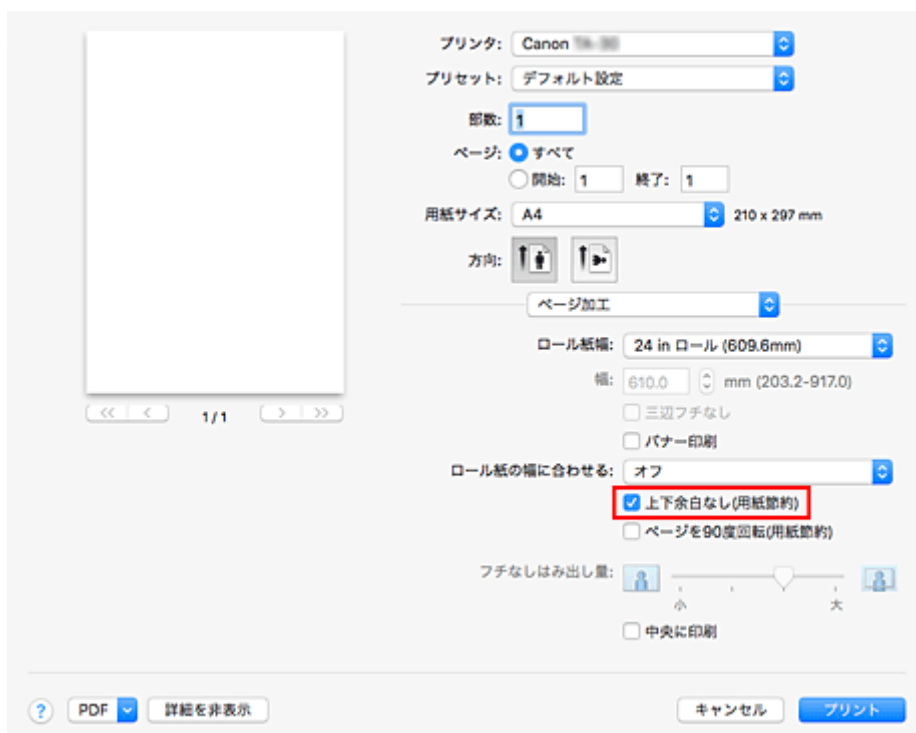 プリンタ: Canon
プリセット: デフォルト設定
部数: 1
ページ: すべて
開始: 1 終了: 1
用紙サイズ: A4 210 x 297 mm
方向:
ページ加工
ロール紙幅: 24 in ロール (609.6mm)
幅: 610.0 mm (203.2-917.0)
三辺フチなし
1/1
バナー印刷
ロール紙の幅に合わせる: オフ
上下余白なし(用紙節約)
ページを90度回転(用紙節約)
フチなしはみ出し量:
小 大
中央に印刷
? PDF 詳細を非表示 キャンセル プリント